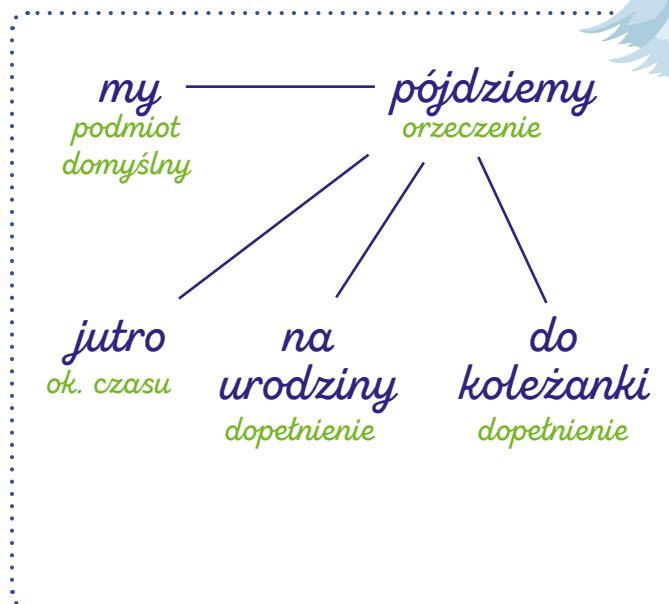 my pójdziemy
podmiot orzeczenie
domyślny
jutro na do
ok. czasu urodziny koleżanki
dopełnienie dopełnienie